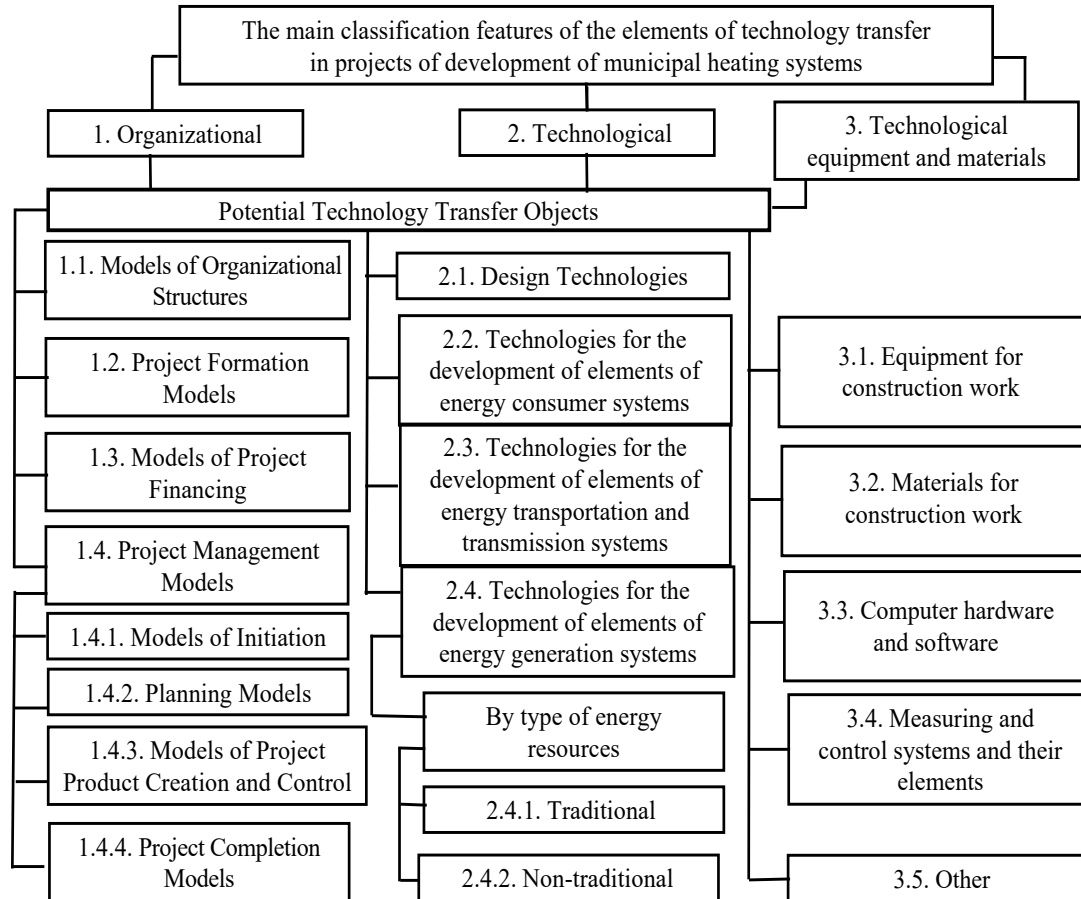 The main classification features of the elements of technology transfer
in projects of development of municipal heating systems
1. Organizational
2. Technological
3. Technological
equipment and materials
Potential Technology Transfer Objects
1.1. Models of Organizational
Structures
1.2. Project Formation
Models
1.3. Models of Project
Financing
1.4. Project Management
Models
1.4.1. Models of Initiation
1.4.2. Planning Models
1.4.3. Models of Project
Product Creation and Control
1.4.4. Project Completion
Models
2.1. Design Technologies
2.2. Technologies for the
development of elements of
energy consumer systems
2.3. Technologies for the
development of elements of
energy transportation and
transmission systems
2.4. Technologies for the
development of elements of
energy generation systems
By type of energy
resources
2.4.1. Traditional
2.4.2. Non-traditional
3.1. Equipment for
construction work
3.2. Materials for
construction work
3.3. Computer hardware
and software
3.4. Measuring and
control systems and their
elements
3.5. Other